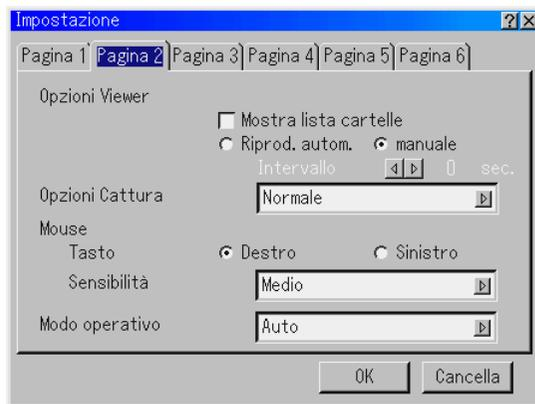 Impostazione
Pagina 1 Pagina 2 Pagina 3 Pagina 4 Pagina 5 Pagina 6
Opzioni Viewer
Mostra lista cartelle
Riprod. autom. manuale
Intervallo 0 sec.
Opzioni Cattura Normale
Mouse
Tasto Destro Sinistro
Sensibilità Medio
Modo operativo Auto
OK Cancella